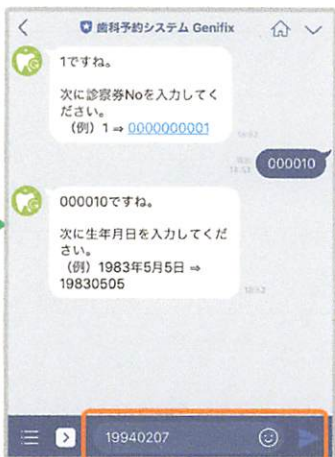 歯科予約システム Genifix
1ですね。
次に診察券Noを入力してく
ださい。
(例) 1 ⇒ 0000000001
000010
000010ですね。
次に生年月日を入力してくだ
さい。
(例) 1983年5月5日 ⇒
19830505
19940207